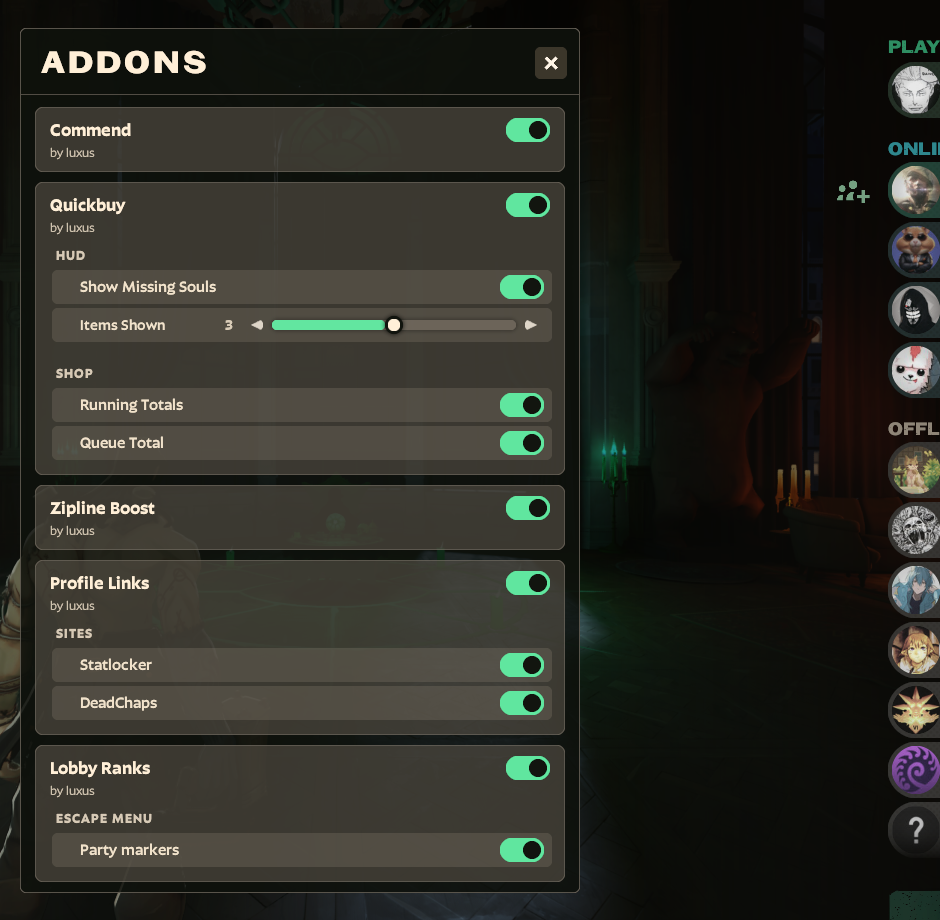 ADDONS
Commend
by luxus
Quickbuy
by luxus
HUD
Show Missing Souls
Items Shown 3
SHOP
Running Totals
Queue Total
Zipline Boost
by luxus
Profile Links
by luxus
SITES
Statlocker
DeadChaps
Lobby Ranks
by luxus
ESCAPE MENU
Party markers
PLAY
ONLI
OFFL
?